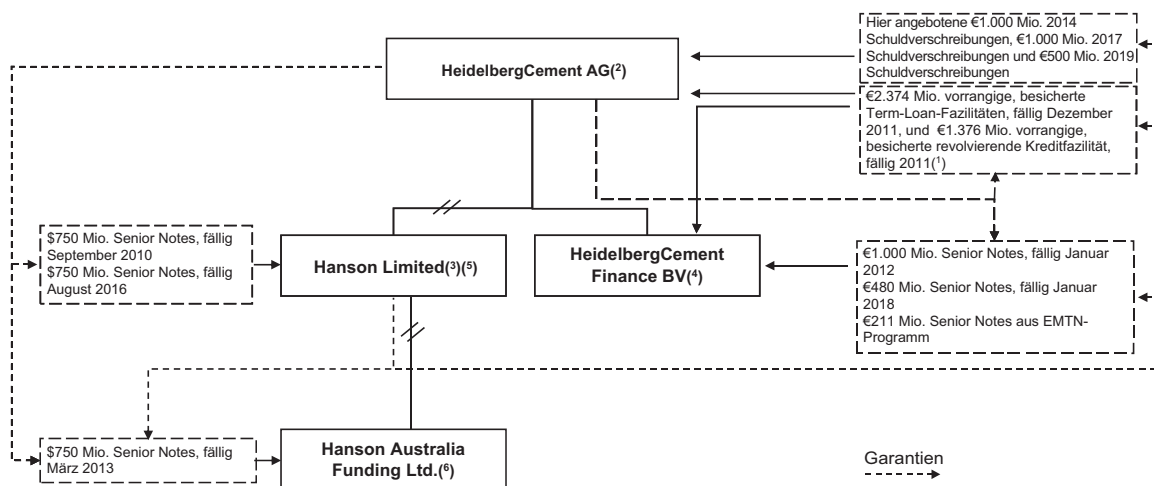 HeidelbergCement AG(²)
Hier angebotene €1.000 Mio. 2014
Schuldverschreibungen, €1.000 Mio. 2017
Schuldverschreibungen und €500 Mio. 2019
Schuldverschreibungen
€2.374 Mio. vorrangige, besicherte
Term-Loan-Fazilitäten, fällig Dezember
2011, und €1.376 Mio. vorrangige,
besicherte revolvierende Kreditfazilität,
fällig 2011(¹)
$750 Mio. Senior Notes, fällig
September 2010
$750 Mio. Senior Notes, fällig
August 2016
Hanson Limited(³)(⁵)
HeidelbergCement
Finance BV(⁴)
€1.000 Mio. Senior Notes, fällig Januar
2012
€480 Mio. Senior Notes, fällig Januar
2018
€211 Mio. Senior Notes aus EMTN-
Programm
$750 Mio. Senior Notes, fällig
März 2013
Hanson Australia
Funding Ltd.(⁶)
Garantien